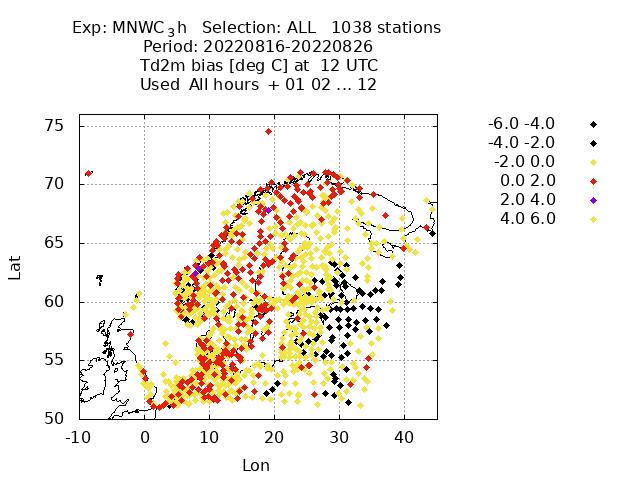 Exp: MNWC_3h   Selection: ALL   1038 stations
Period: 20220816-20220826
Td2m bias [deg C] at  12 UTC
Used  All hours  + 01 02 ... 12
-6.0 -4.0
-4.0 -2.0
-2.0 0.0
0.0 2.0
2.0 4.0
4.0 6.0
75
70
65
60
55
50
Lat
-10 0 10 20 30 40
Lon